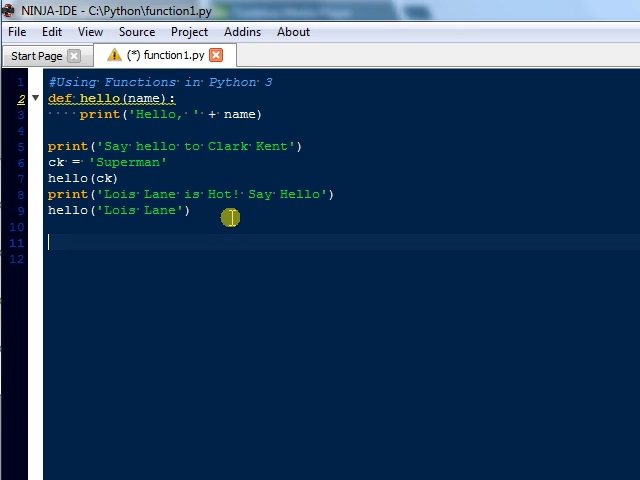 NINJA-IDE - C:\Python\function1.py
File Edit View Source Project Addins About
Start Page (*) function1.py
1 #Using Functions in Python 3
2 def hello(name):
3 print('Hello, ' + name)
4
5 print('Say hello to Clark Kent')
6 ck = 'Superman'
7 hello(ck)
8 print('Lois Lane is Hot! Say Hello')
9 hello('Lois Lane')
10
11
12